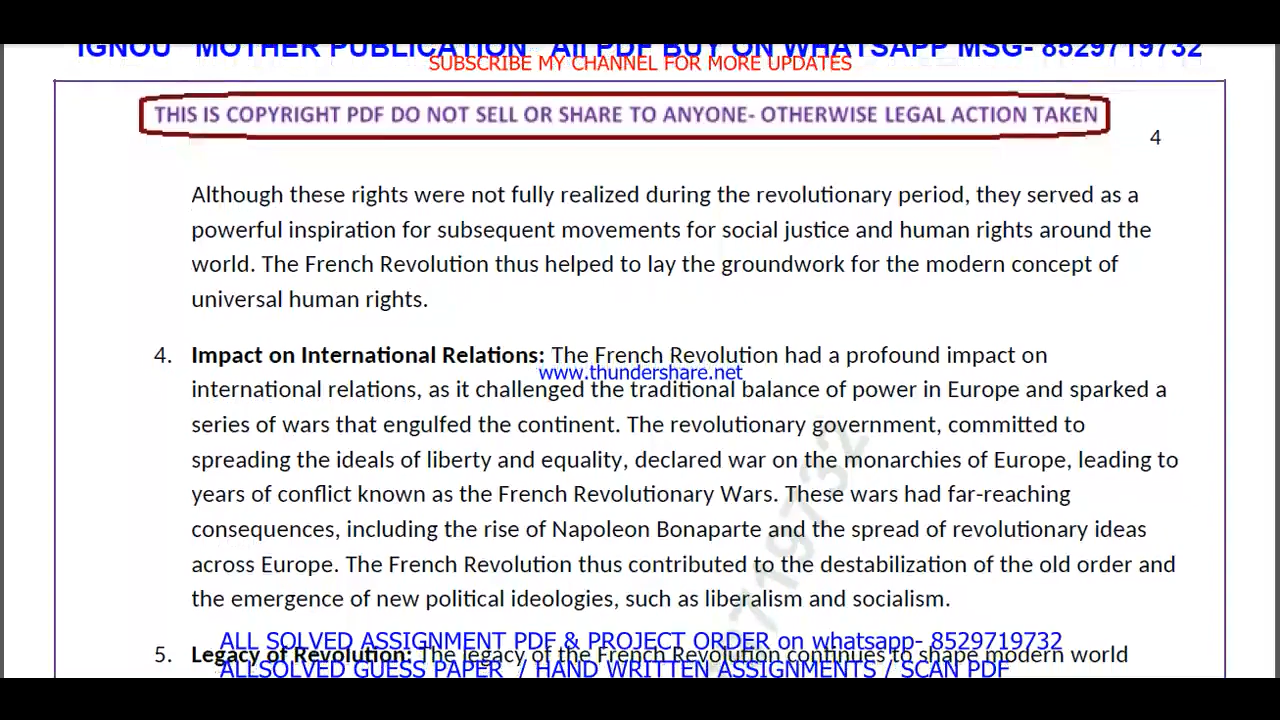 IGNOU MOTHER PUBLICATION All PDF BUY ON WHATSAPP MSG- 8529719732
SUBSCRIBE MY CHANNEL FOR MORE UPDATES
THIS IS COPYRIGHT PDF DO NOT SELL OR SHARE TO ANYONE- OTHERWISE LEGAL ACTION TAKEN
4
Although these rights were not fully realized during the revolutionary period, they served as a
powerful inspiration for subsequent movements for social justice and human rights around the
world. The French Revolution thus helped to lay the groundwork for the modern concept of
universal human rights.
4. Impact on International Relations: The French Revolution had a profound impact on
www.thundershare.net
international relations, as it challenged the traditional balance of power in Europe and sparked a
series of wars that engulfed the continent. The revolutionary government, committed to
spreading the ideals of liberty and equality, declared war on the monarchies of Europe, leading to
years of conflict known as the French Revolutionary Wars. These wars had far-reaching
consequences, including the rise of Napoleon Bonaparte and the spread of revolutionary ideas
across Europe. The French Revolution thus contributed to the destabilization of the old order and
the emergence of new political ideologies, such as liberalism and socialism.
ALL SOLVED ASSIGNMENT PDF & PROJECT ORDER on whatsapp- 8529719732
5. Legacy of Revolution: The legacy of the French Revolution continues to shape modern world
ALLSOLVED GUESS PAPER / HAND WRITTEN ASSIGNMENTS / SCAN PDF